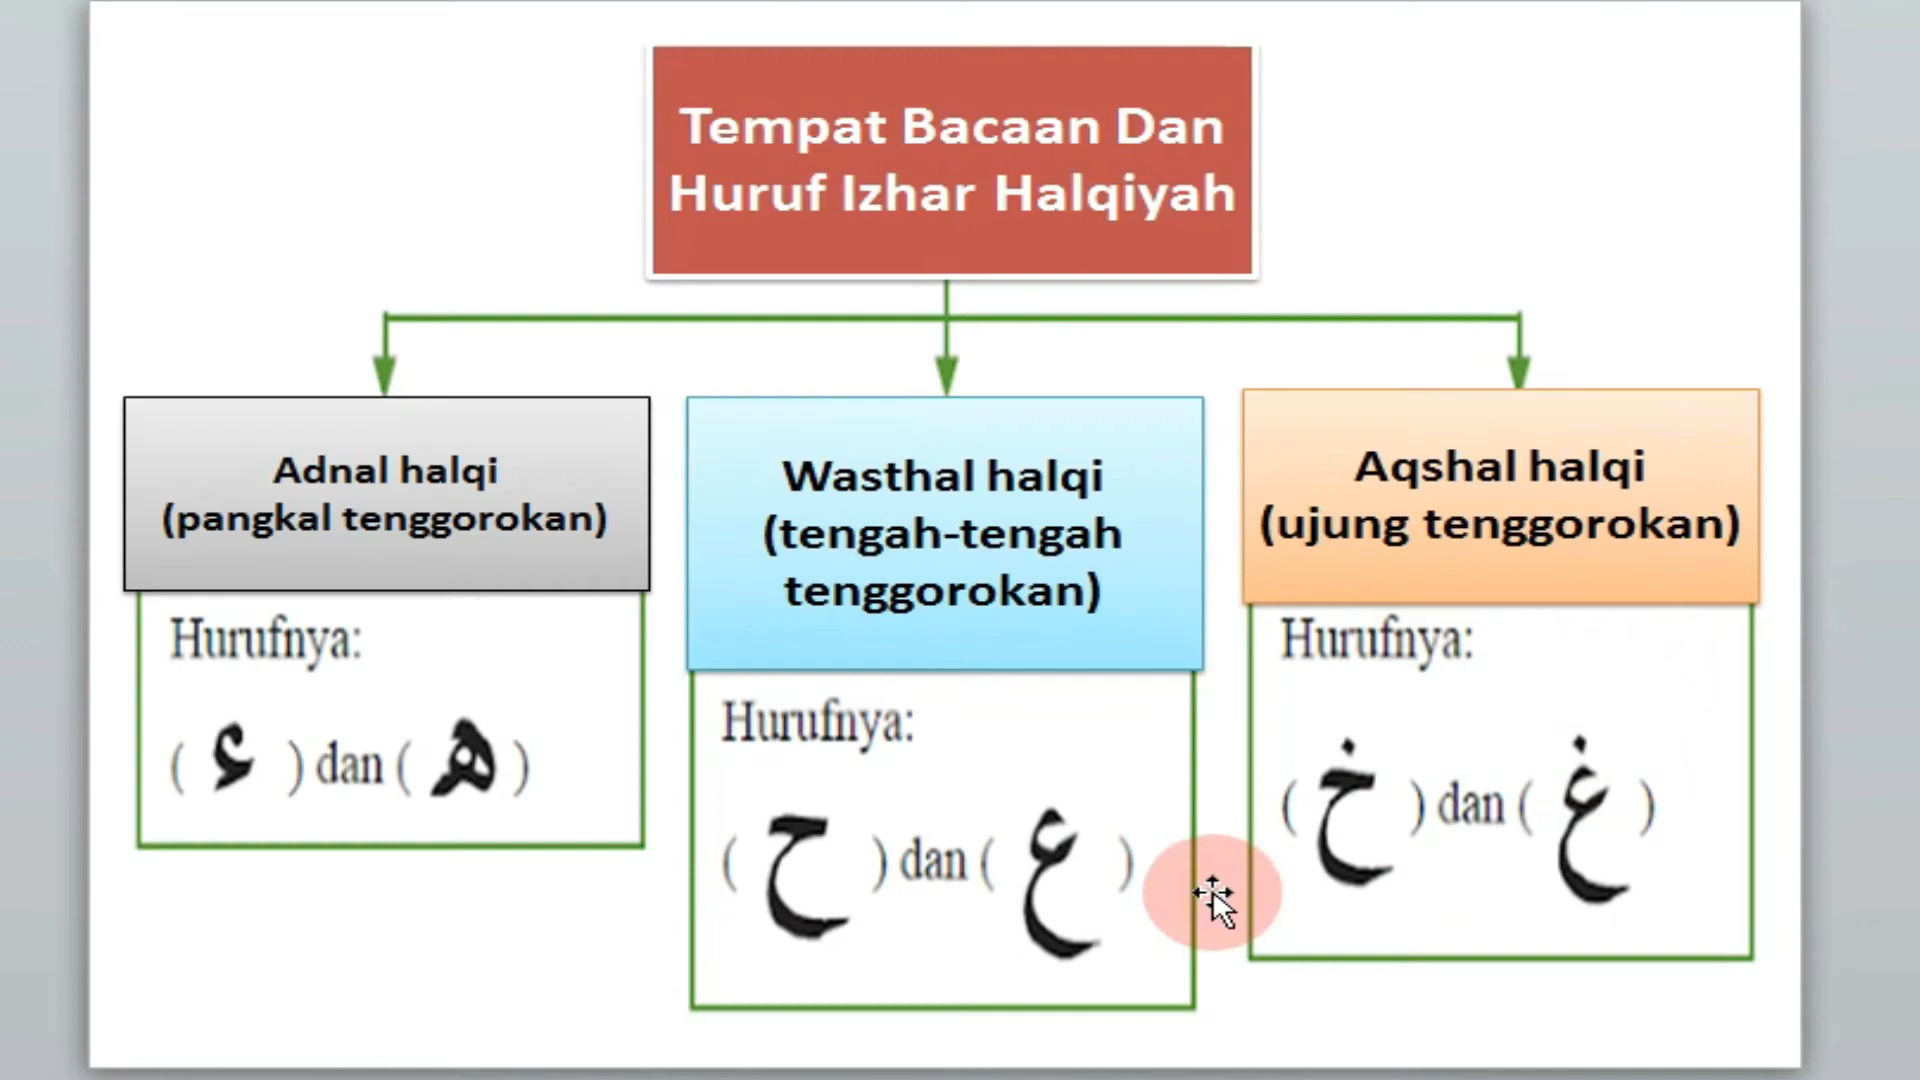 Tempat Bacaan Dan
Huruf Izhar Halqiyah
Adnal halqi
(pangkal tenggorokan)
Hurufnya:
( ء ) dan ( ﻫ )
Wasthal halqi
(tengah-tengah
tenggorokan)
Hurufnya:
( ح ) dan ( ع )
Aqshal halqi
(ujung tenggorokan)
Hurufnya:
( خ ) dan ( غ )